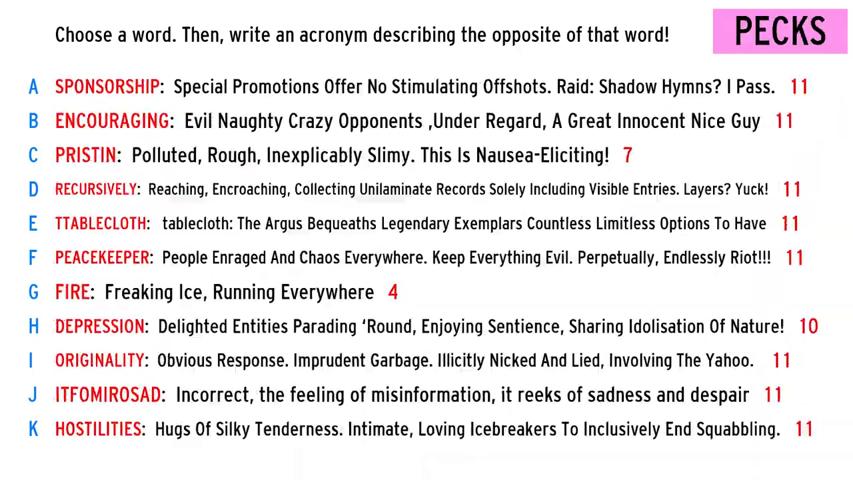 Choose a word. Then, write an acronym describing the opposite of that word!
PECKS
A SPONSORSHIP: Special Promotions Offer No Stimulating Offshots. Raid: Shadow Hymns? I Pass. 11
B ENCOURAGING: Evil Naughty Crazy Opponents ,Under Regard, A Great Innocent Nice Guy 11
C PRISTIN: Polluted, Rough, Inexplicably Slimy. This Is Nausea-Eliciting! 7
D RECURSIVELY: Reaching, Encroaching, Collecting Unilaminate Records Solely Including Visible Entries. Layers? Yuck! 11
E TTABLECLOTH: tablecloth: The Argus Bequeaths Legendary Exemplars Countless Limitless Options To Have 11
F PEACEKEEPER: People Enraged And Chaos Everywhere. Keep Everything Evil. Perpetually, Endlessly Riot!!! 11
G FIRE: Freaking Ice, Running Everywhere 4
H DEPRESSION: Delighted Entities Parading ‘Round, Enjoying Sentience, Sharing Idolisation Of Nature! 10
I ORIGINALITY: Obvious Response. Imprudent Garbage. Illicitly Nicked And Lied, Involving The Yahoo. 11
J ITFOMIROSAD: Incorrect, the feeling of misinformation, it reeks of sadness and despair 11
K HOSTILITIES: Hugs Of Silky Tenderness. Intimate, Loving Icebreakers To Inclusively End Squabbling. 11